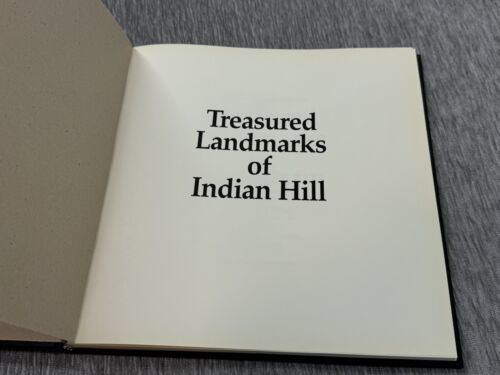 Treasured
Landmarks
of
Indian Hill